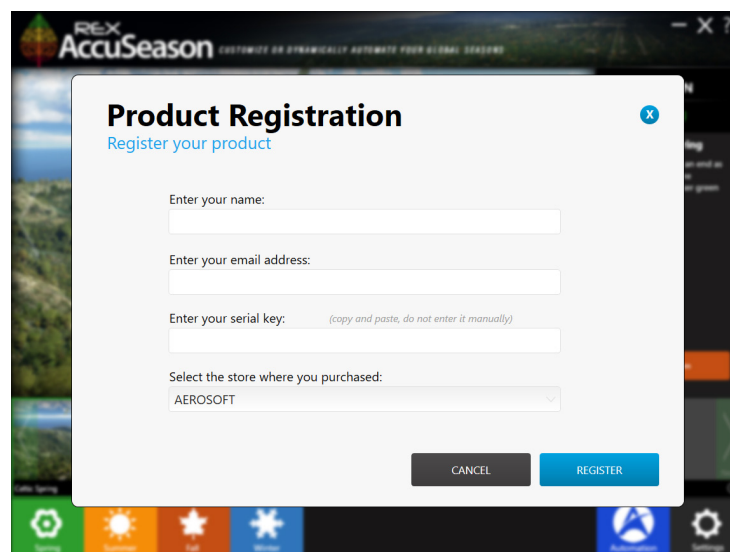 REX
AccuSeason
CUSTOMIZE OR DYNAMICALLY AUTOMATE YOUR GLOBAL SEASONS
Product Registration
Register your product
X
Enter your name:
Enter your email address:
Enter your serial key: (copy and paste, do not enter it manually)
Select the store where you purchased:
AEROSOFT
CANCEL
REGISTER
Celtic Spring
Spring
Summer
Fall
Winter
Automation
Settings